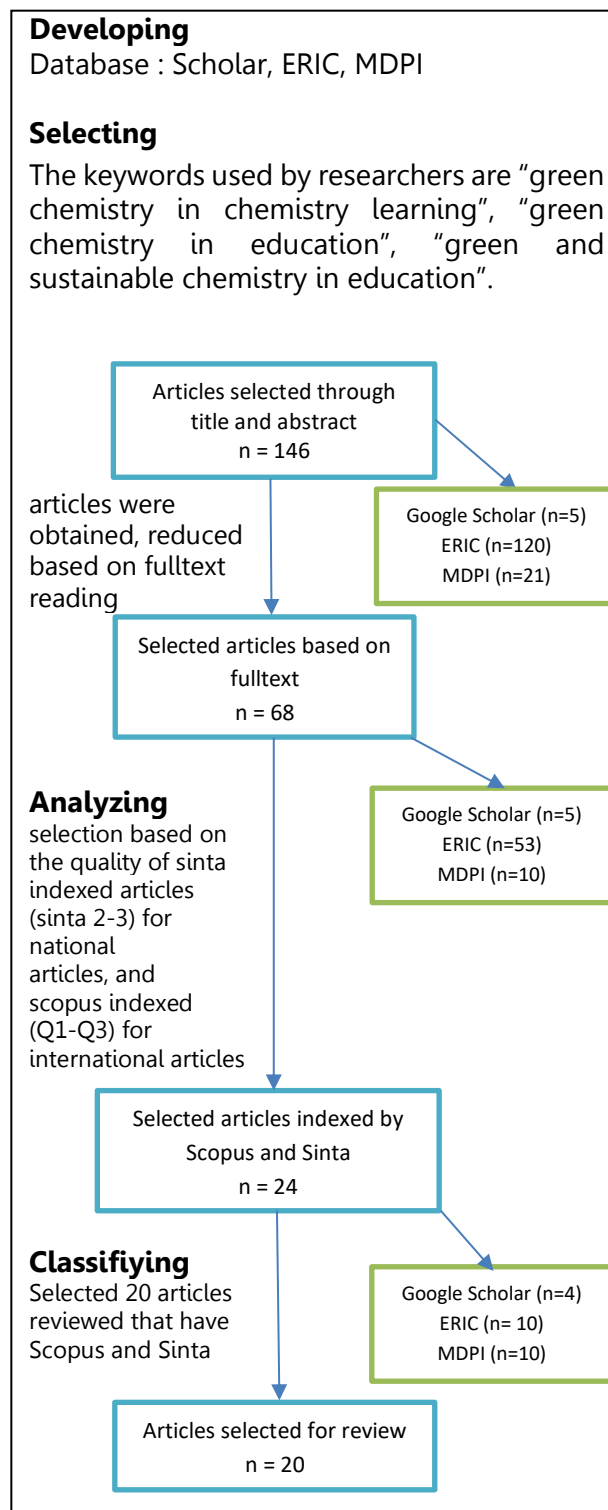 Developing
Database : Scholar, ERIC, MDPI
Selecting
The keywords used by researchers are “green
chemistry in chemistry learning”, “green
chemistry in education”, “green and
sustainable chemistry in education”.
Articles selected through
title and abstract
n = 146
Google Scholar (n=5)
ERIC (n=120)
MDPI (n=21)
articles were
obtained, reduced
based on fulltext
reading
Selected articles based on
fulltext
n = 68
Google Scholar (n=5)
ERIC (n=53)
MDPI (n=10)
Analyzing
selection based on
the quality of sinta
indexed articles
(sinta 2-3) for
national
articles, and
scopus indexed
(Q1-Q3) for
international articles
Selected articles indexed by
Scopus and Sinta
n = 24
Google Scholar (n=4)
ERIC (n= 10)
MDPI (n=10)
Classifiying
Selected 20 articles
reviewed that have
Scopus and Sinta
Articles selected for review
n = 20